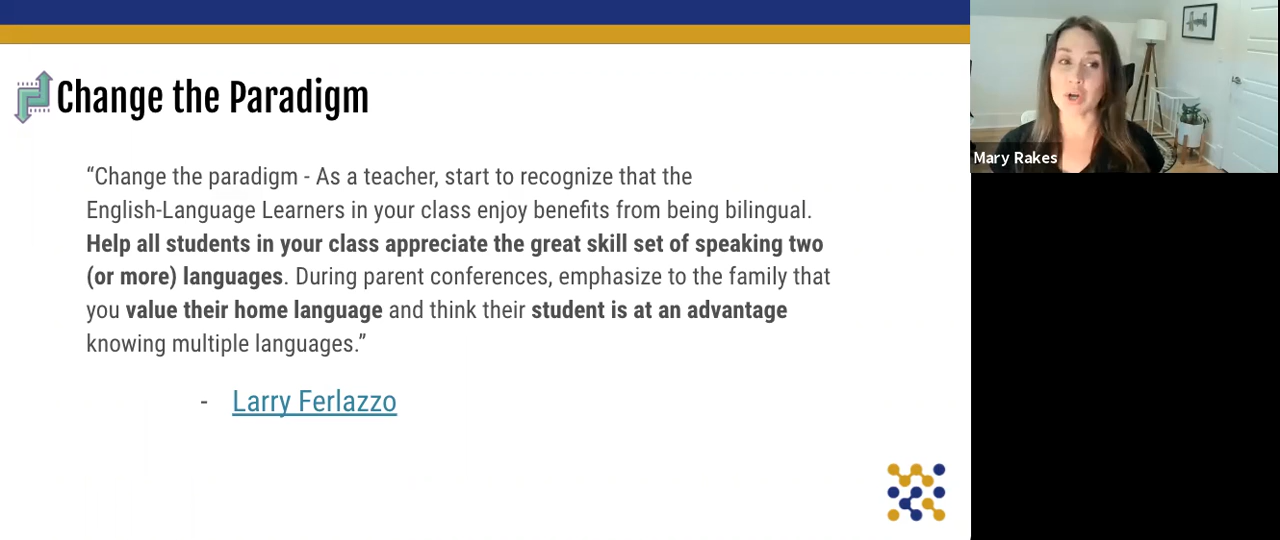 Change the Paradigm
“Change the paradigm - As a teacher, start to recognize that the
English-Language Learners in your class enjoy benefits from being bilingual.
Help all students in your class appreciate the great skill set of speaking two
(or more) languages. During parent conferences, emphasize to the family that
you value their home language and think their student is at an advantage
knowing multiple languages.”
- Larry Ferlazzo
Mary Rakes